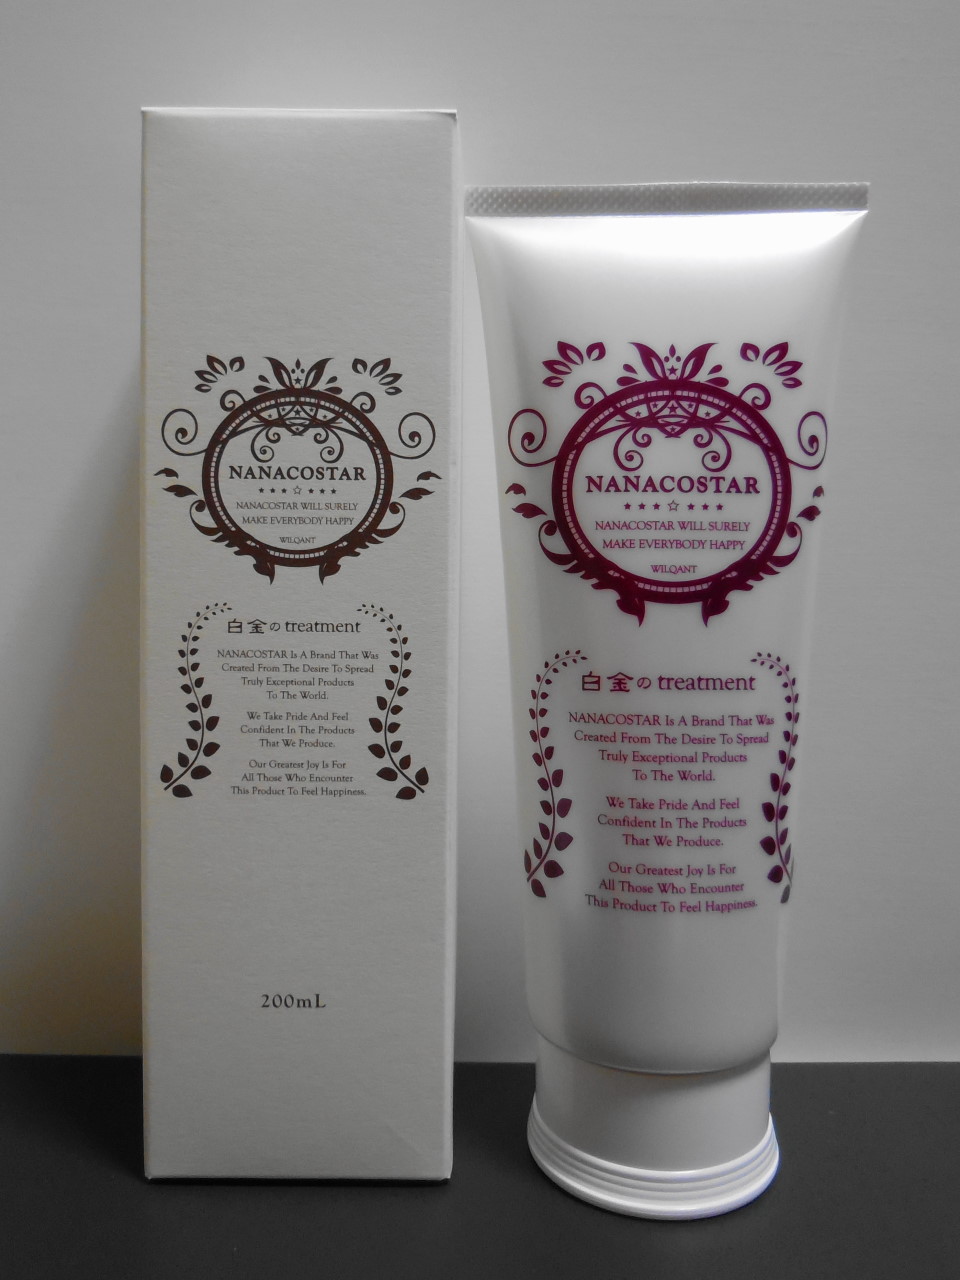 NANACOSTAR
NANACOSTAR WILL SURELY
MAKE EVERYBODY HAPPY
WILQANT
白金の treatment
NANACOSTAR Is A Brand That Was
Created From The Desire To Spread
Truly Exceptional Products
To The World.
We Take Pride And Feel
Confident In The Products
That We Produce.
Our Greatest Joy Is For
All Those Who Encounter
This Product To Feel Happiness.
200mL
NANACOSTAR
NANACOSTAR WILL SURELY
MAKE EVERYBODY HAPPY
WILQANT
白金の treatment
NANACOSTAR Is A Brand That Was
Created From The Desire To Spread
Truly Exceptional Products
To The World.
We Take Pride And Feel
Confident In The Products
That We Produce.
Our Greatest Joy Is For
All Those Who Encounter
This Product To Feel Happiness.